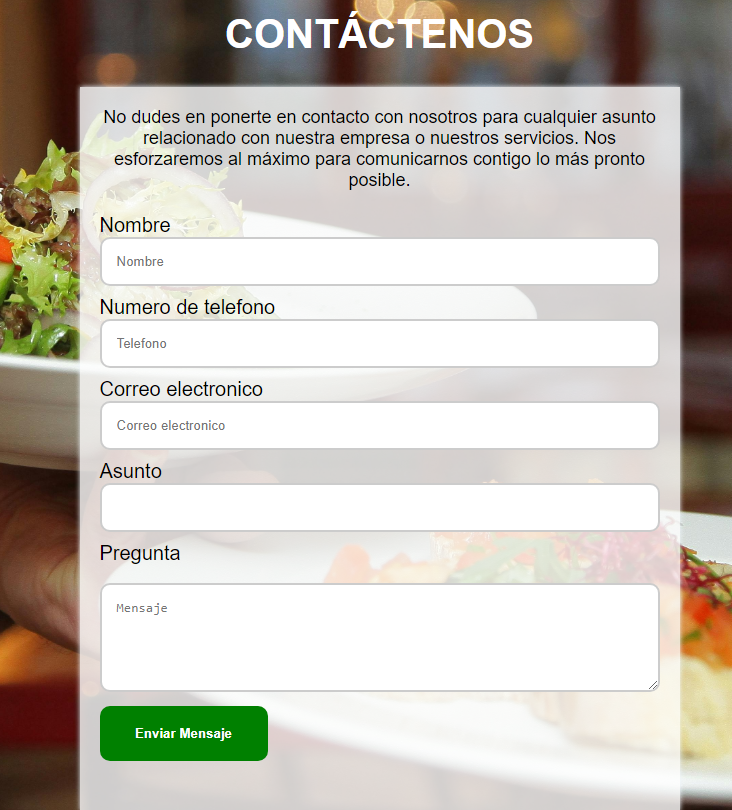 CONTÁCTENOS
No dudes en ponerte en contacto con nosotros para cualquier asunto
relacionado con nuestra empresa o nuestros servicios. Nos
esforzaremos al máximo para comunicarnos contigo lo más pronto
posible.
Nombre
Nombre
Numero de telefono
Telefono
Correo electronico
Correo electronico
Asunto
Pregunta
Mensaje
Enviar Mensaje